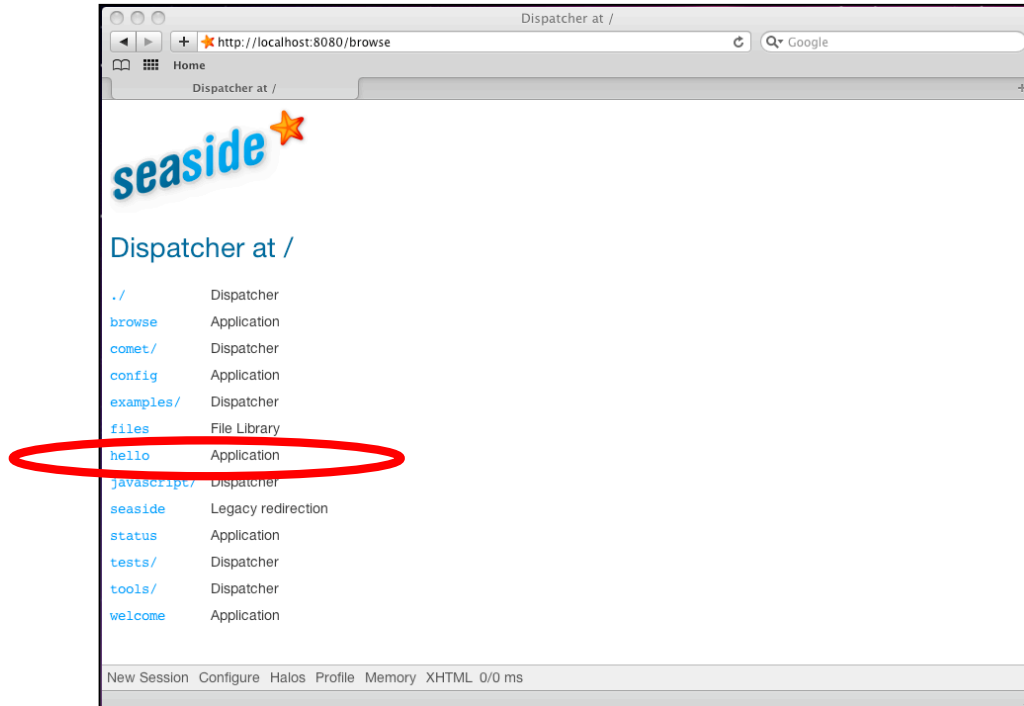 Dispatcher at /
http://localhost:8080/browse
Google
Home
Dispatcher at /
seaside
Dispatcher at /
./ Dispatcher
browse Application
comet/ Dispatcher
config Application
examples/ Dispatcher
files File Library
hello Application
javascript/ Dispatcher
seaside Legacy redirection
status Application
tests/ Dispatcher
tools/ Dispatcher
welcome Application
New Session Configure Halos Profile Memory XHTML 0/0 ms